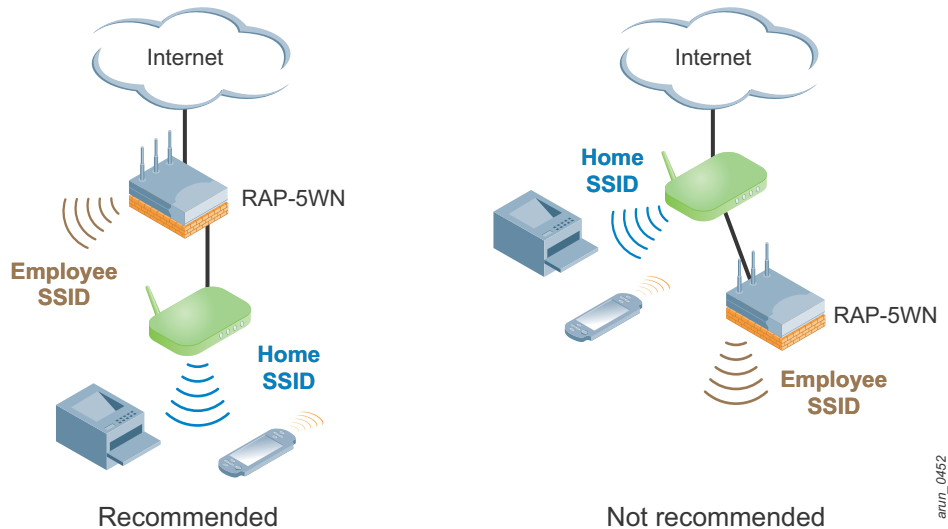 Internet
RAP-5WN
Employee
SSID
Home
SSID
Recommended
Internet
Home
SSID
RAP-5WN
Employee
SSID
Not recommended
arun_0452